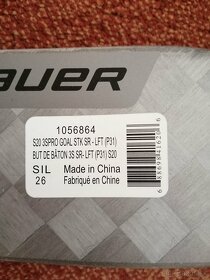 BAUER
1056864
S20 3SPRO GOAL STK SR - LFT (P31)
BUT DE BÂTON 3S SR- LFT (P31) S20
SIL
26
Made in China
Fabriqué en Chine